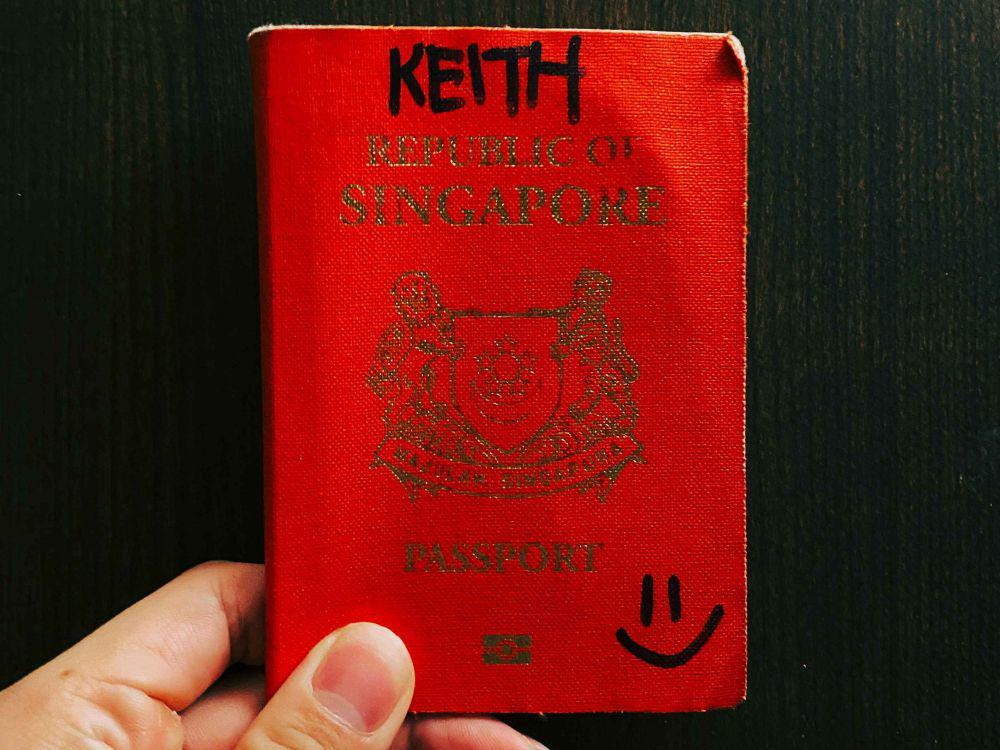 KEITH
REPUBLIC OF
SINGAPORE
MAJULAH SINGAPURA
PASSPORT